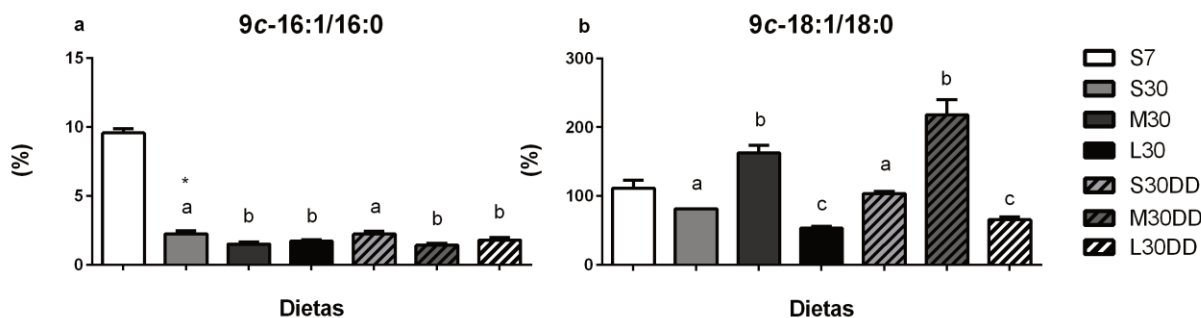 a
9c-16:1/16:0
15
10
5
0
(%)
*
a
b
b
a
b
b
Dietas
b
9c-18:1/18:0
300
200
100
0
(%)
a
b
c
a
b
c
Dietas
S7
S30
M30
L30
S30DD
M30DD
L30DD